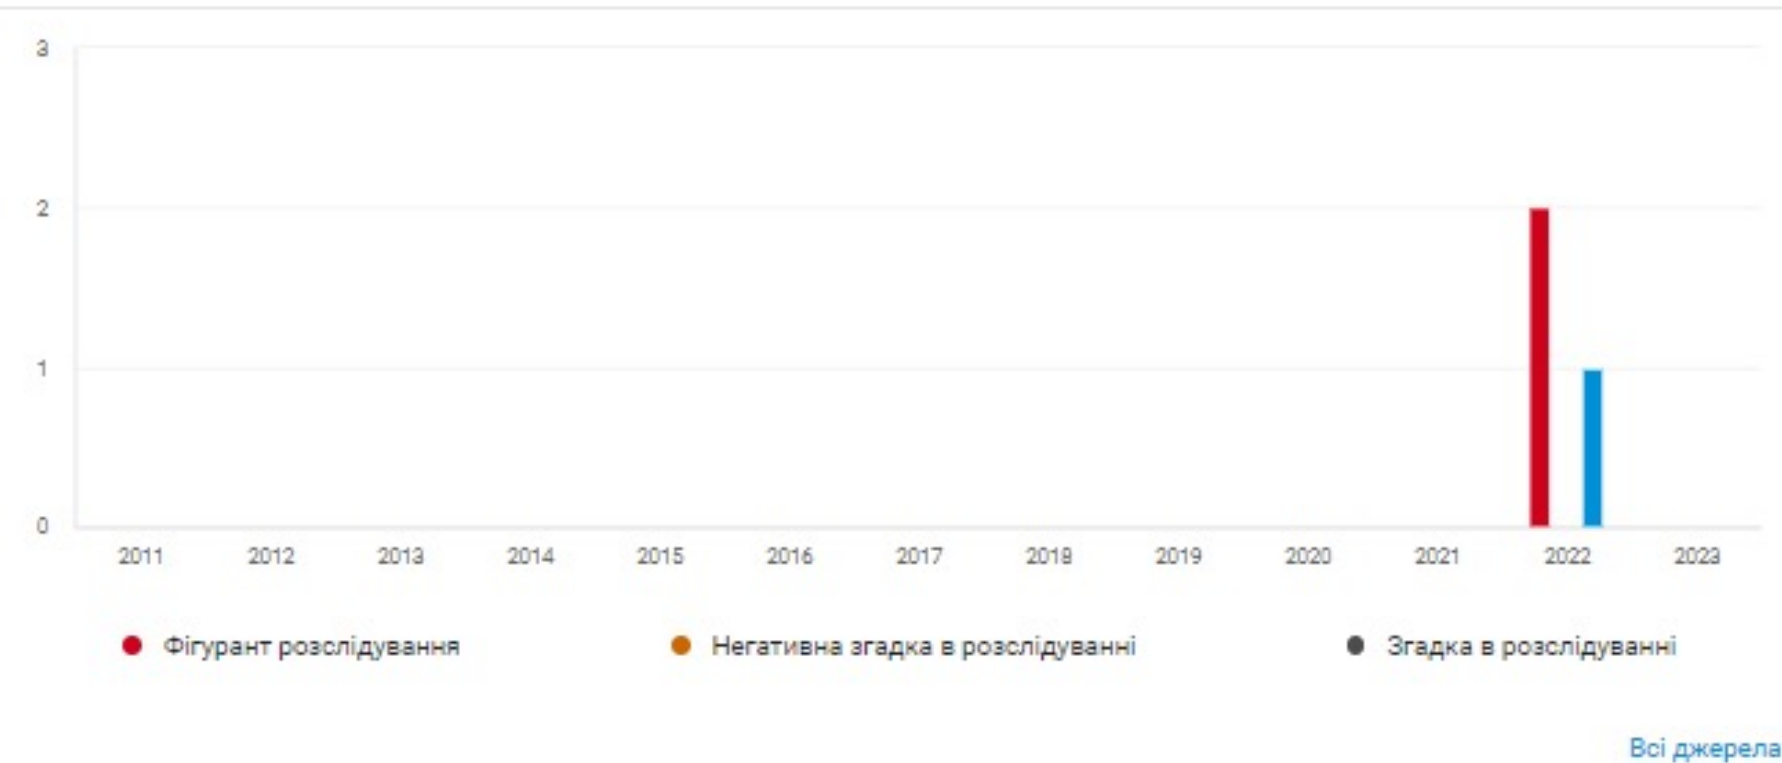 3
2
1
0
2011 2012 2013 2014 2015 2016 2017 2018 2019 2020 2021 2022 2023
Фігурант розслідування Негативна згадка в розслідуванні Згадка в розслідуванні
Всі джерела